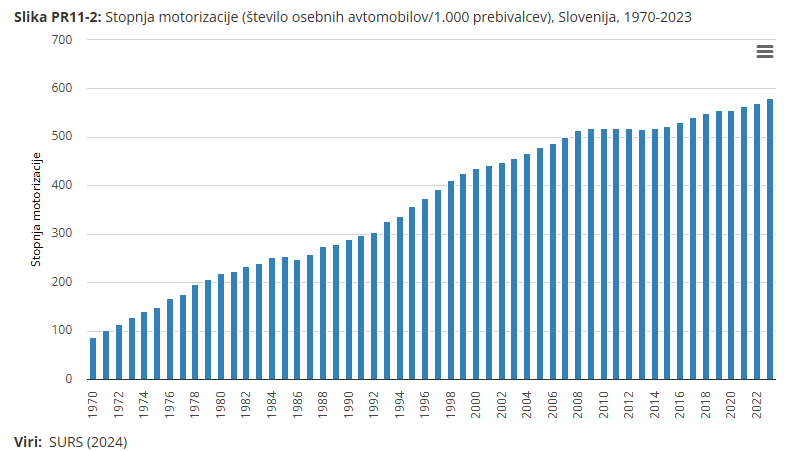 Slika PR11-2: Stopnja motorizacije (število osebnih avtomobilov/1.000 prebivalcev), Slovenija, 1970-2023
700
600
500
400
300
200
100
0
Stopnja motorizacije
1970 1972 1974 1976 1978 1980 1982 1984 1986 1988 1990 1992 1994 1996 1998 2000 2002 2004 2006 2008 2010 2012 2014 2016 2018 2020 2022
Viri: SURS (2024)